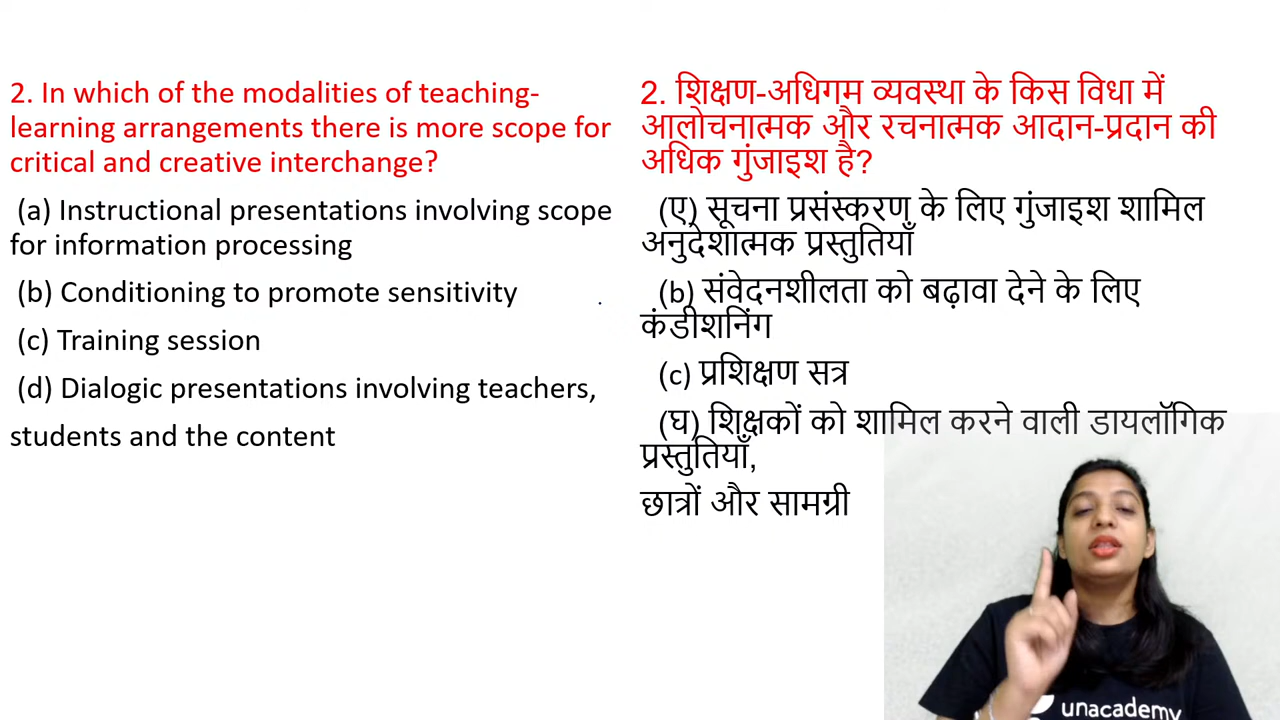 2. In which of the modalities of teaching-
learning arrangements there is more scope for
critical and creative interchange?
(a) Instructional presentations involving scope
for information processing
(b) Conditioning to promote sensitivity
(c) Training session
(d) Dialogic presentations involving teachers,
students and the content
2. शिक्षण-अधिगम व्यवस्था के किस विधा में
आलोचनात्मक और रचनात्मक आदान-प्रदान की
अधिक गुंजाइश है?
(ए) सूचना प्रसंस्करण के लिए गुंजाइश शामिल
अनुदेशात्मक प्रस्तुतियाँ
(b) संवेदनशीलता को बढ़ावा देने के लिए
कंडीशनिंग
(c) प्रशिक्षण सत्र
(घ) शिक्षकों को शामिल करने वाली डायलॉगिक
प्रस्तुतियाँ,
छात्रों और सामग्री
unacademy